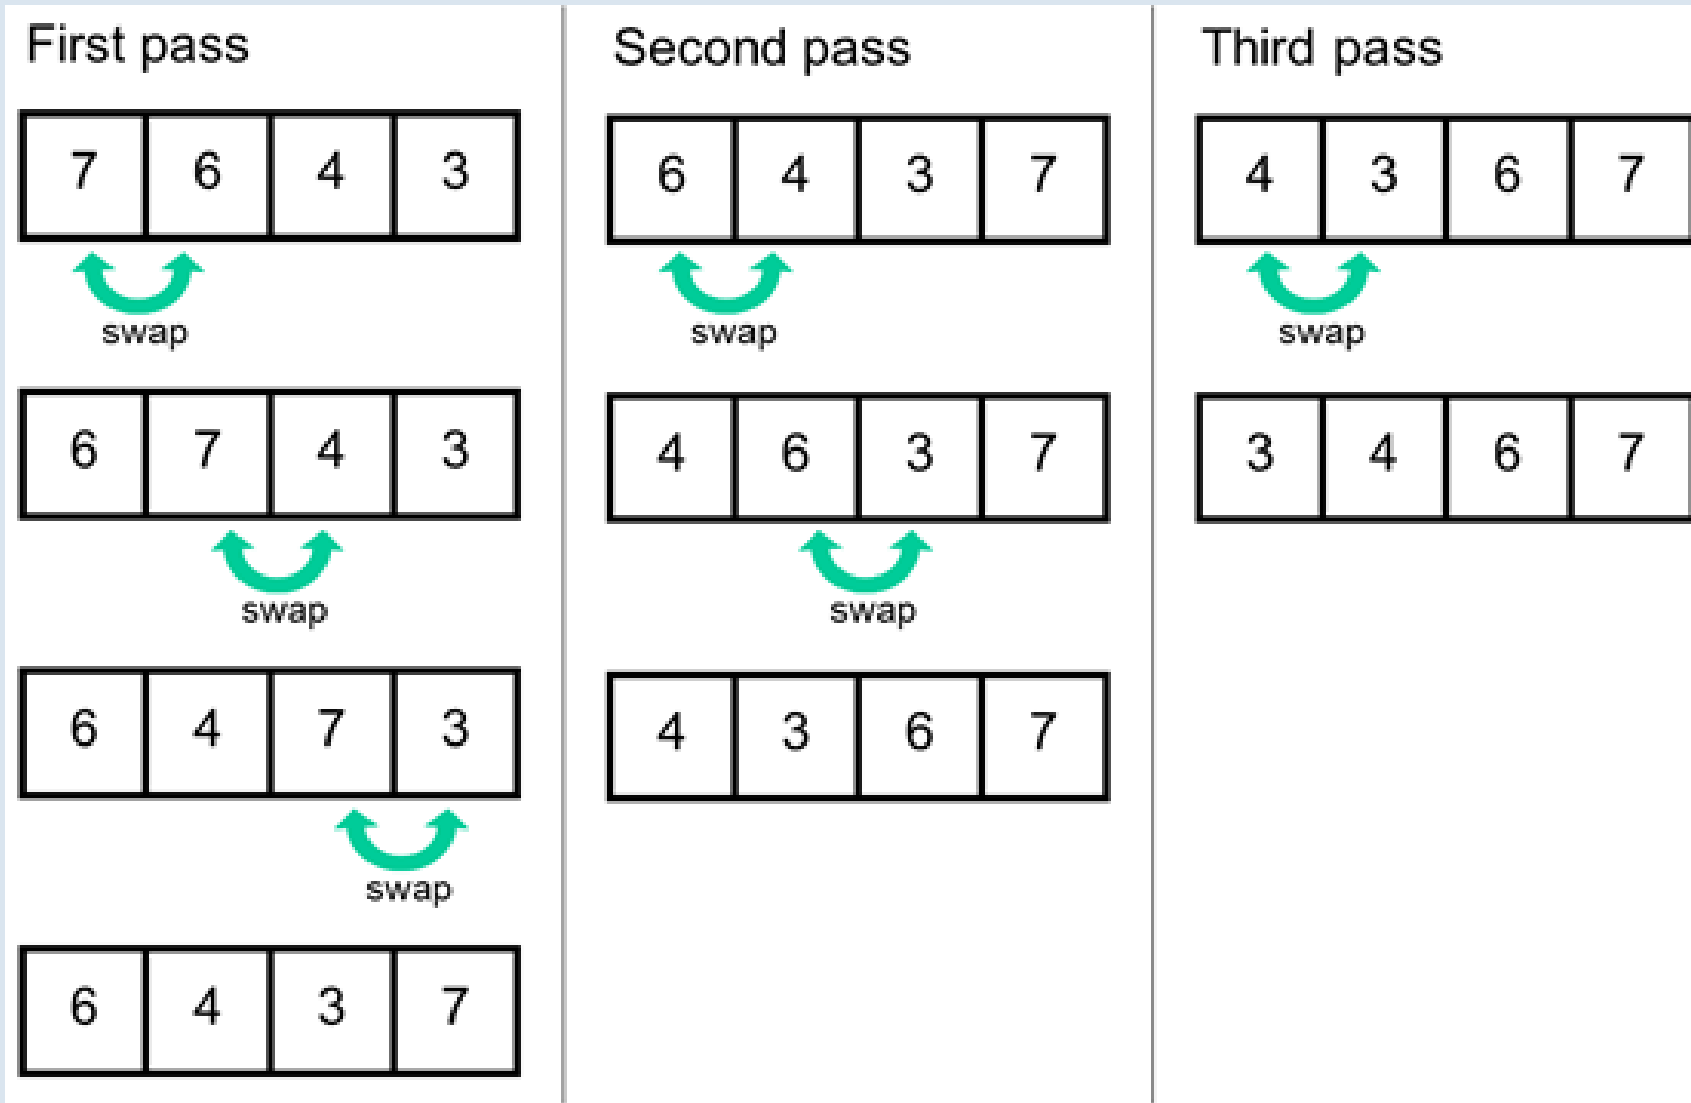 First pass
7 6 4 3
swap
6 7 4 3
swap
6 4 7 3
swap
6 4 3 7
Second pass
6 4 3 7
swap
4 6 3 7
swap
4 3 6 7
Third pass
4 3 6 7
swap
3 4 6 7